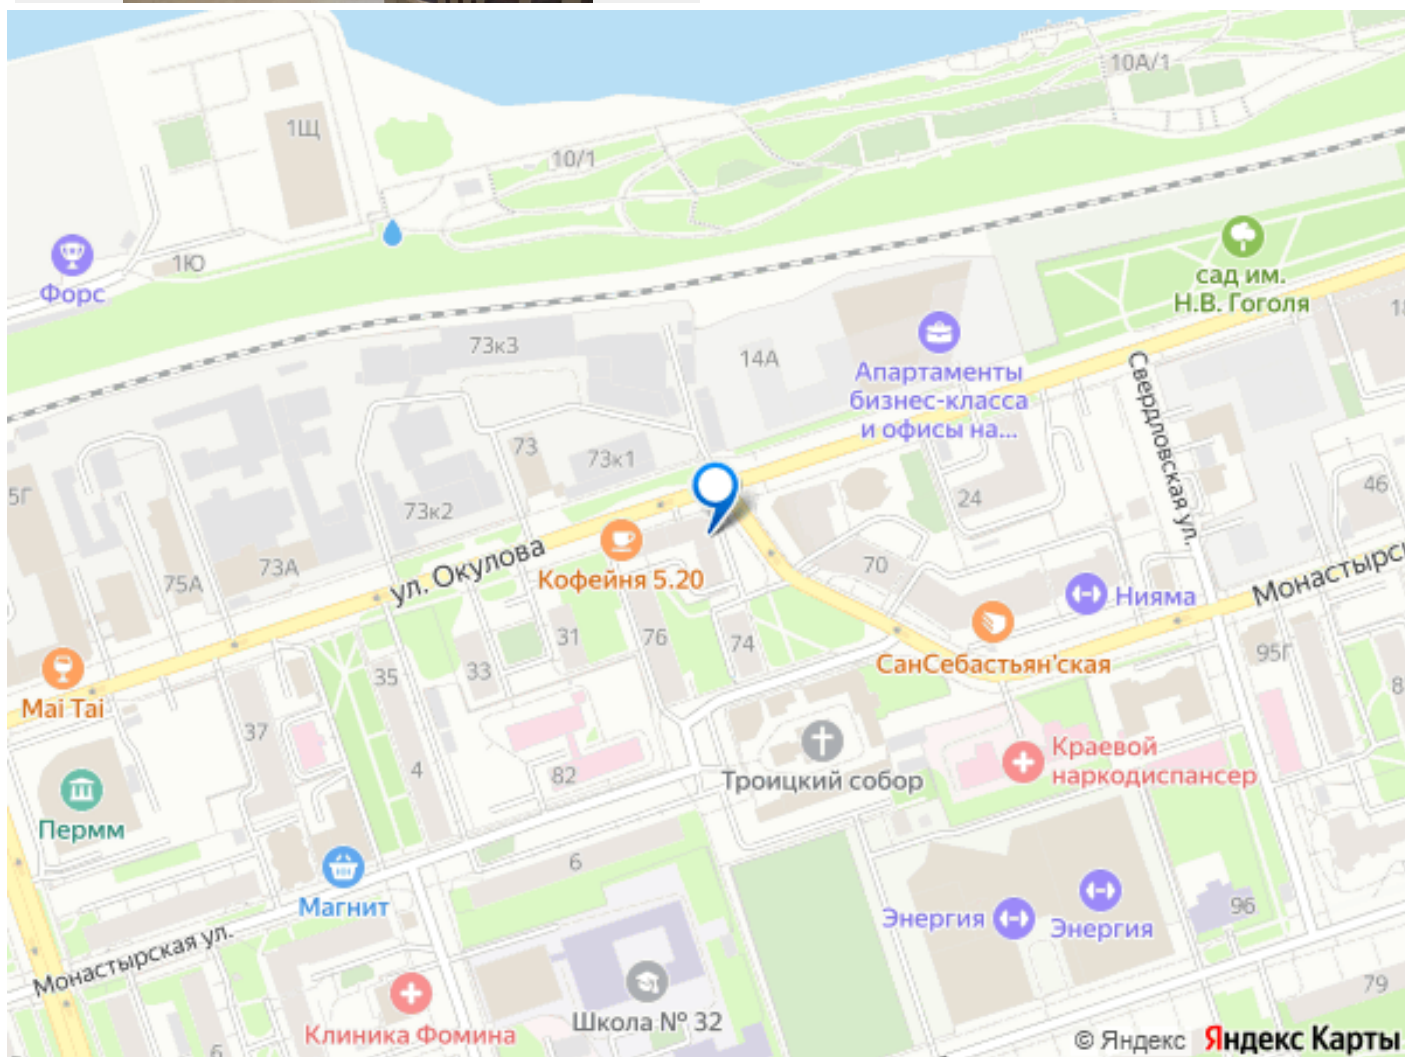 10А/1
1Щ
10/1
1Ю
Форс
сад им.
Н.В. Гоголя
73к3
14А
Апартаменты
бизнес-класса
и офисы на...
Свердловская ул.
73
73к1
5Г
73к2
24
46
ул. Окулова
Кофейня 5.20
73А
75А
70
Нияма
Монастырс
СанСебастьян'ская
31
76
74
33
35
95Г
8
Mai Tai
37
Троицкий собор
Краевой
наркодиспансер
4
82
Пермм
6
Магнит
Энергия
Энергия
96
Монастырская ул.
79
Школа № 32
Клиника Фомина
6
© Яндекс Яндекс Карты